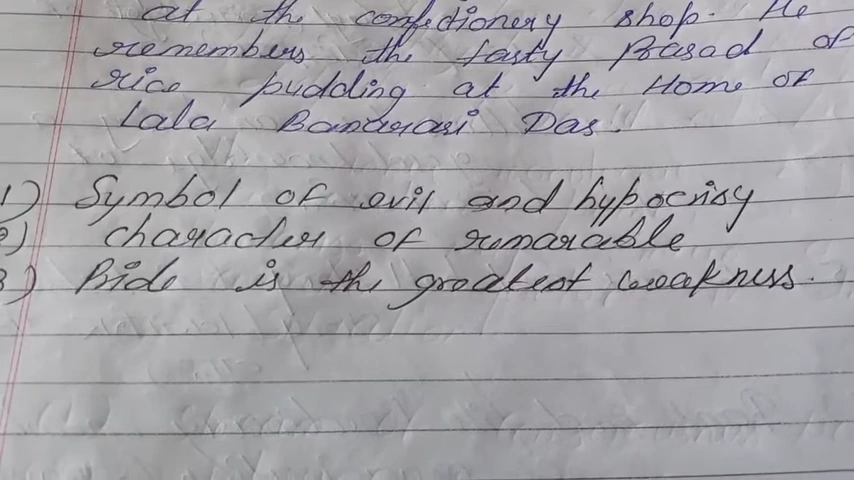 at the confedionery shop. He
remembers the tasty Prasad of
rice pudding at the Home of
Lala Banarasi Das.
1) Symbol of evil and hypocrisy
2) character of remarable
3) Pride is the greatest weakness.